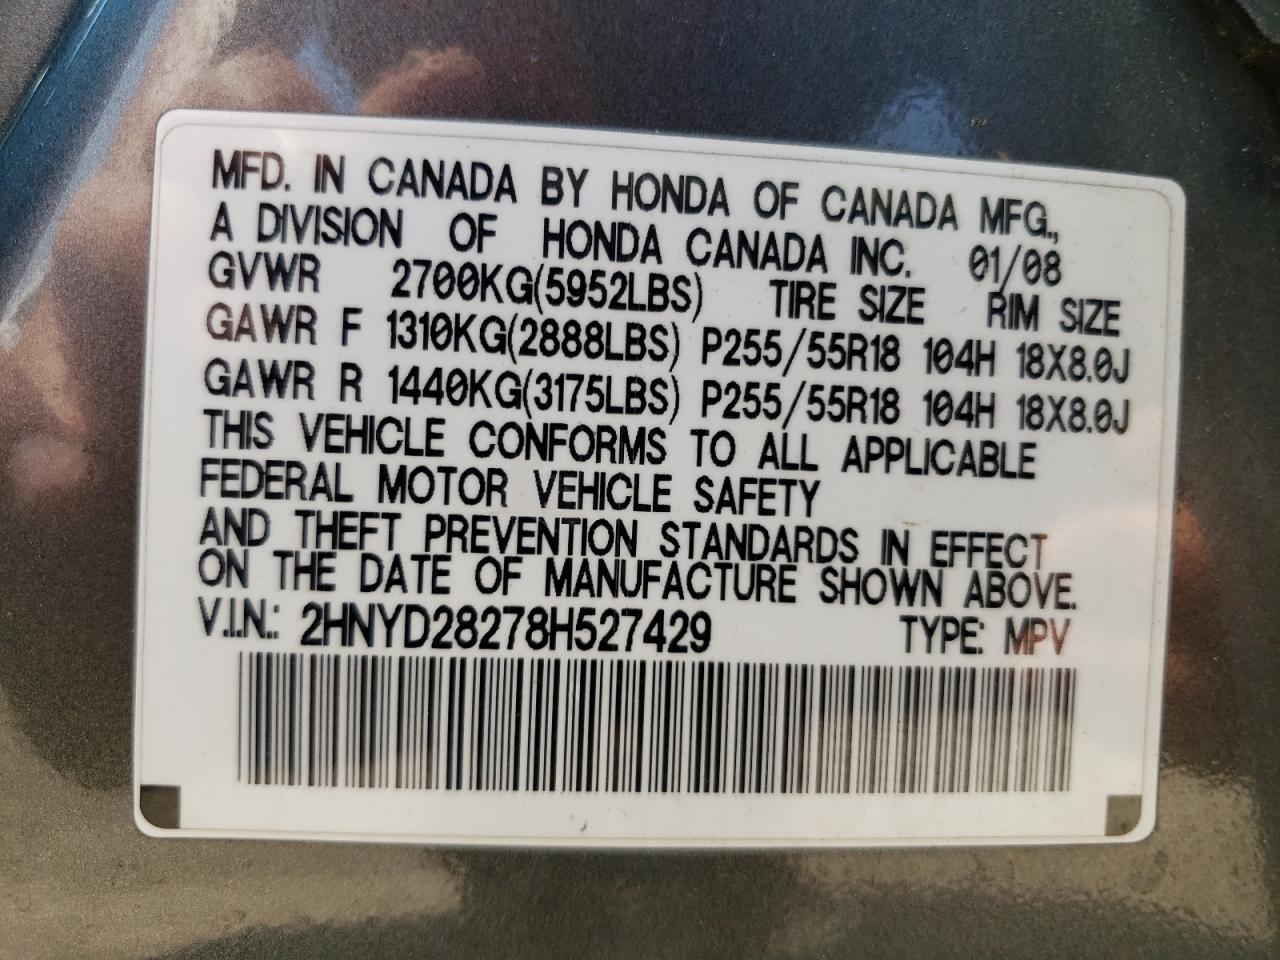 MFD. IN CANADA BY HONDA OF CANADA MFG.,
A DIVISION OF HONDA CANADA INC. 01/08
GVWR 2700KG(5952LBS) TIRE SIZE RIM SIZE
GAWR F 1310KG(2888LBS) P255/55R18 104H 18X8.0J
GAWR R 1440KG(3175LBS) P255/55R18 104H 18X8.0J
THIS VEHICLE CONFORMS TO ALL APPLICABLE
FEDERAL MOTOR VEHICLE SAFETY
AND THEFT PREVENTION STANDARDS IN EFFECT
ON THE DATE OF MANUFACTURE SHOWN ABOVE.
V.I.N.: 2HNYD28278H527429 TYPE: MPV